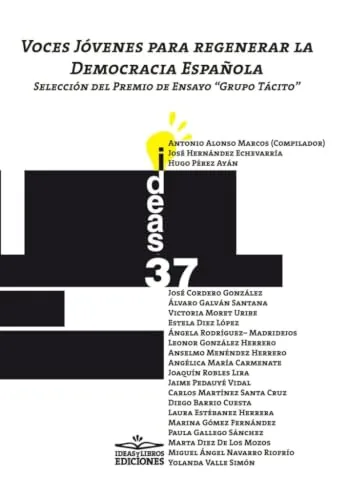 Voces Jóvenes para regenerar la
Democracia Española
Selección del Premio de Ensayo “Grupo Tácito”
Antonio Alonso Marcos (Compilador)
José Hernández Echevarría
Hugo Pérez Ayán
ideas
37
José Cordero González
Álvaro Galván Santana
Victoria Moret Uribe
Estela Diez López
Ángela Rodríguez– Madridejos
Leonor González Herrero
Anselmo Menéndez Herrero
Angélica María Carmenate
Joaquín Robles Lira
Jaime Pedauyé Vidal
Carlos Martínez Santa Cruz
Diego Barrio Cuesta
Laura Estébanez Herrera
Marina Gómez Fernández
Paula Gallego Sánchez
Marta Diez De Los Mozos
Miguel Ángel Navarro Riofrío
Yolanda Valle Simón
IDEAS Y LIBROS
EDICIONES